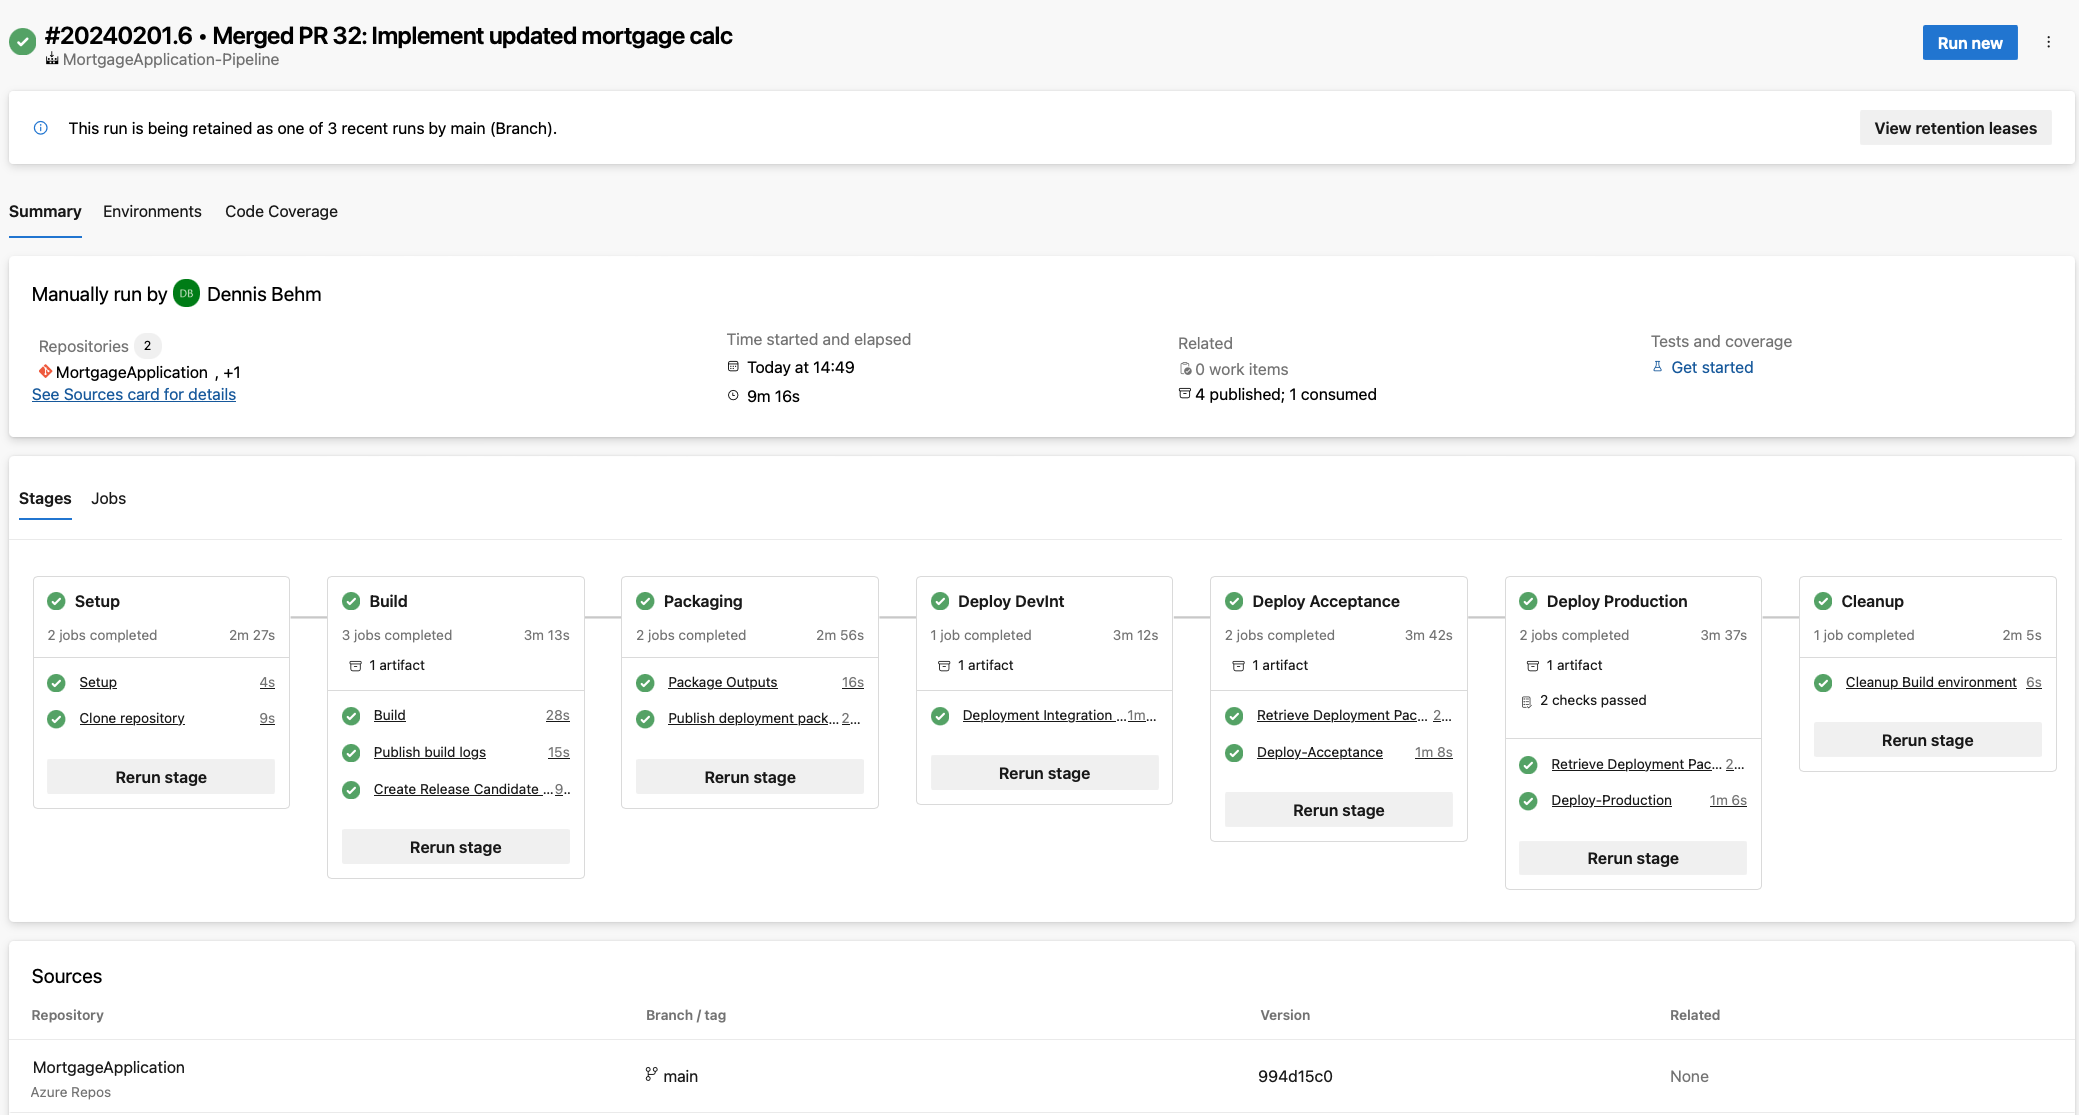 #20240201.6 • Merged PR 32: Implement updated mortgage calc
MortgageApplication-Pipeline
Run new
This run is being retained as one of 3 recent runs by main (Branch).
View retention leases
Summary
Environments
Code Coverage
Manually run by DB Dennis Behm
Repositories 2
MortgageApplication , +1
See Sources card for details
Time started and elapsed
Today at 14:49
9m 16s
Related
0 work items
4 published; 1 consumed
Tests and coverage
Get started
Stages
Jobs
Setup
2 jobs completed 2m 27s
Setup 4s
Clone repository 9s
Rerun stage
Build
3 jobs completed 3m 13s
1 artifact
Build 28s
Publish build logs 15s
Create Release Candidate ...9..
Rerun stage
Packaging
2 jobs completed 2m 56s
Package Outputs 16s
Publish deployment pack...2...
Rerun stage
Deploy DevInt
1 job completed 3m 12s
1 artifact
Deployment Integration ...1m...
Rerun stage
Deploy Acceptance
2 jobs completed 3m 42s
1 artifact
Retrieve Deployment Pac... 2...
Deploy-Acceptance 1m 8s
Rerun stage
Deploy Production
2 jobs completed 3m 37s
1 artifact
2 checks passed
Retrieve Deployment Pac... 2...
Deploy-Production 1m 6s
Rerun stage
Cleanup
1 job completed 2m 5s
Cleanup Build environment 6s
Rerun stage
Sources
Repository Branch / tag Version Related
MortgageApplication
Azure Repos
main
994d15c0
None